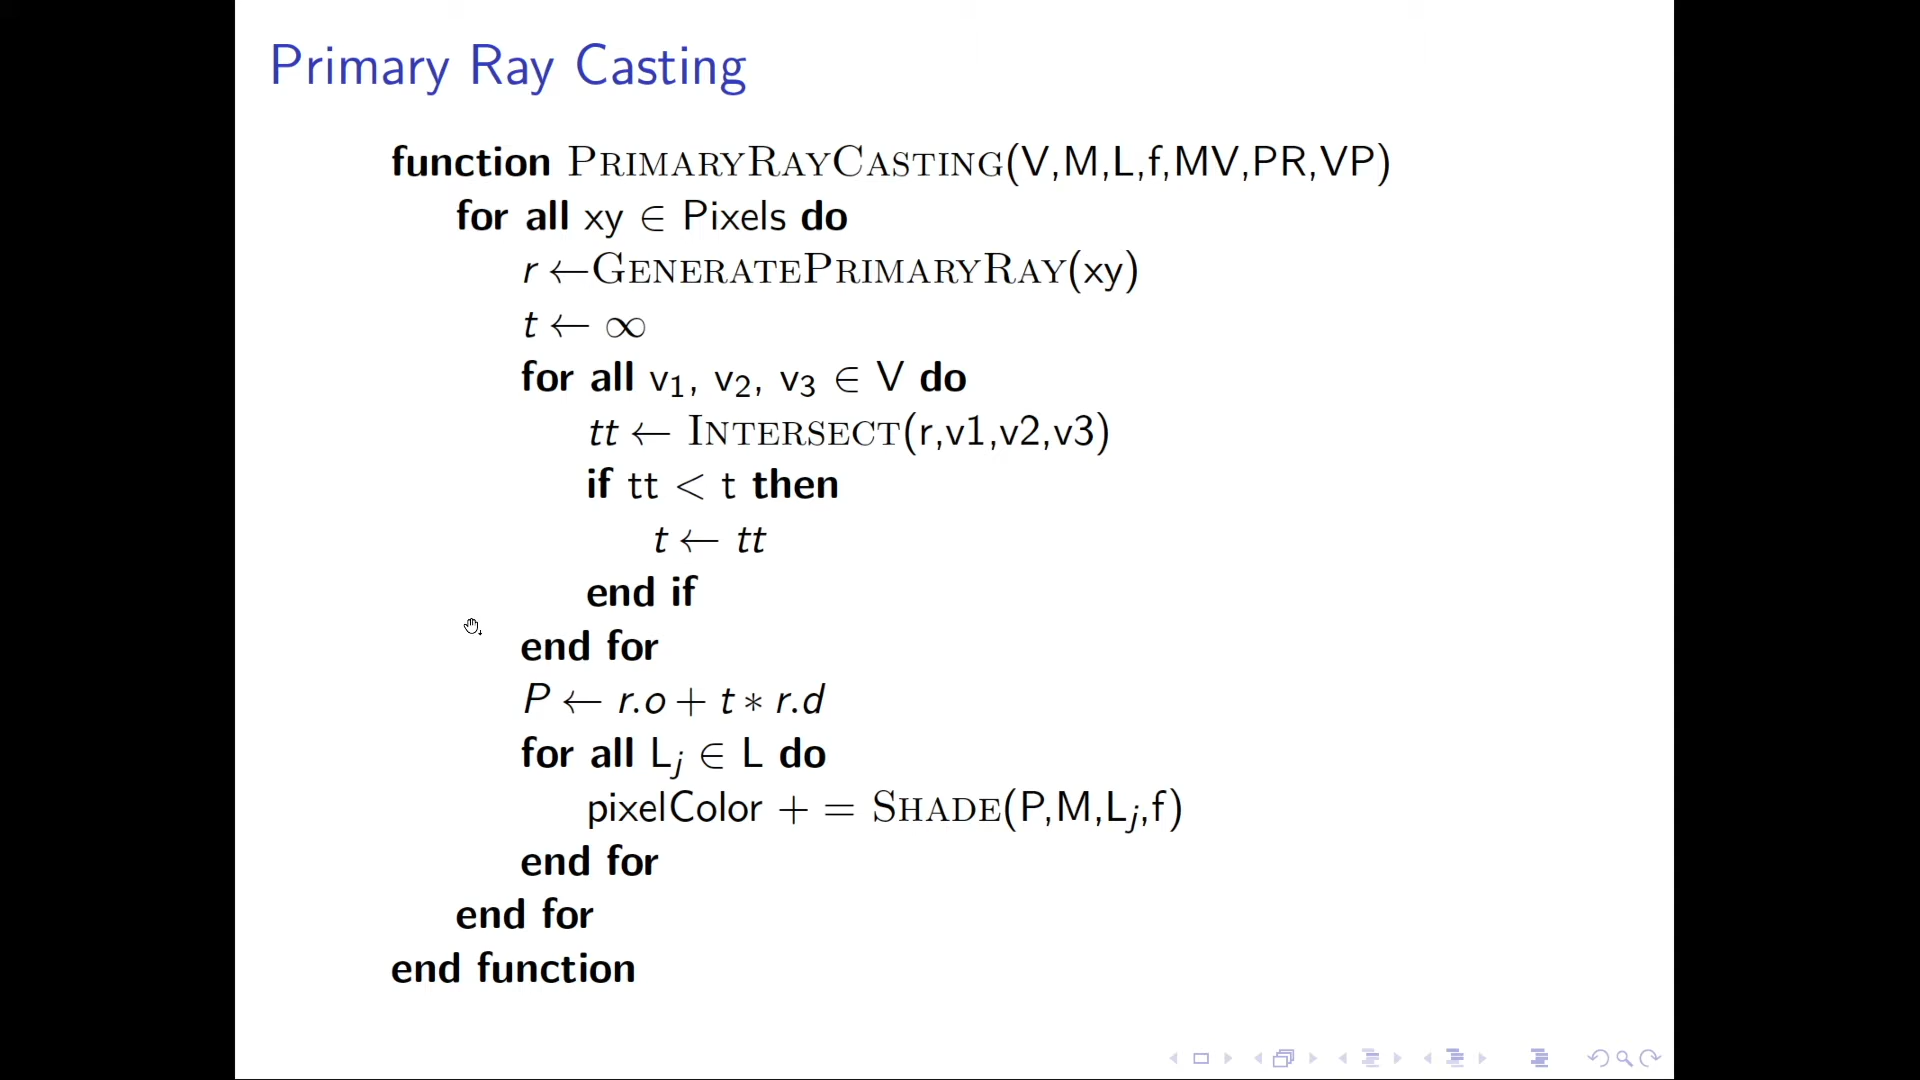 Primary Ray Casting
function PRIMARYRAYCASTING(V,M,L,f,MV,PR,VP)
for all xy ∈ Pixels do
r ←GENERATEPRIMARYRAY(xy)
t ← ∞
for all v₁, v₂, v₃ ∈ V do
tt ← INTERSECT(r,v1,v2,v3)
if tt < t then
t ← tt
end if
end for
P ← r.o + t ∗ r.d
for all Lⱼ ∈ L do
pixelColor + = SHADE(P,M,Lⱼ,f)
end for
end for
end function